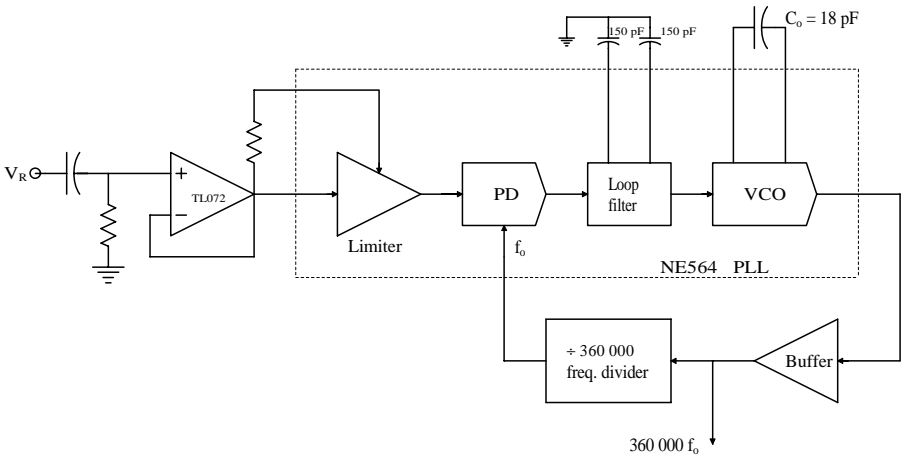 C₀ = 18 pF
150 pF
150 pF
V_R
+
−
TL072
Limiter
PD
Loop
filter
VCO
f₀
NE564 PLL
÷ 360 000
freq. divider
Buffer
360 000 f₀